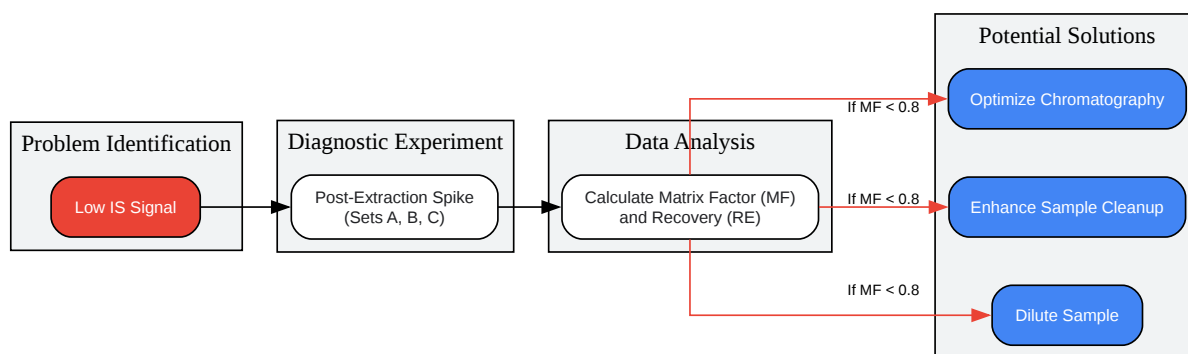 Problem Identification
Low IS Signal
Diagnostic Experiment
Post-Extraction Spike
(Sets A, B, C)
Data Analysis
Calculate Matrix Factor (MF)
and Recovery (RE)
If MF < 0.8
If MF < 0.8
If MF < 0.8
Potential Solutions
Optimize Chromatography
Enhance Sample Cleanup
Dilute Sample